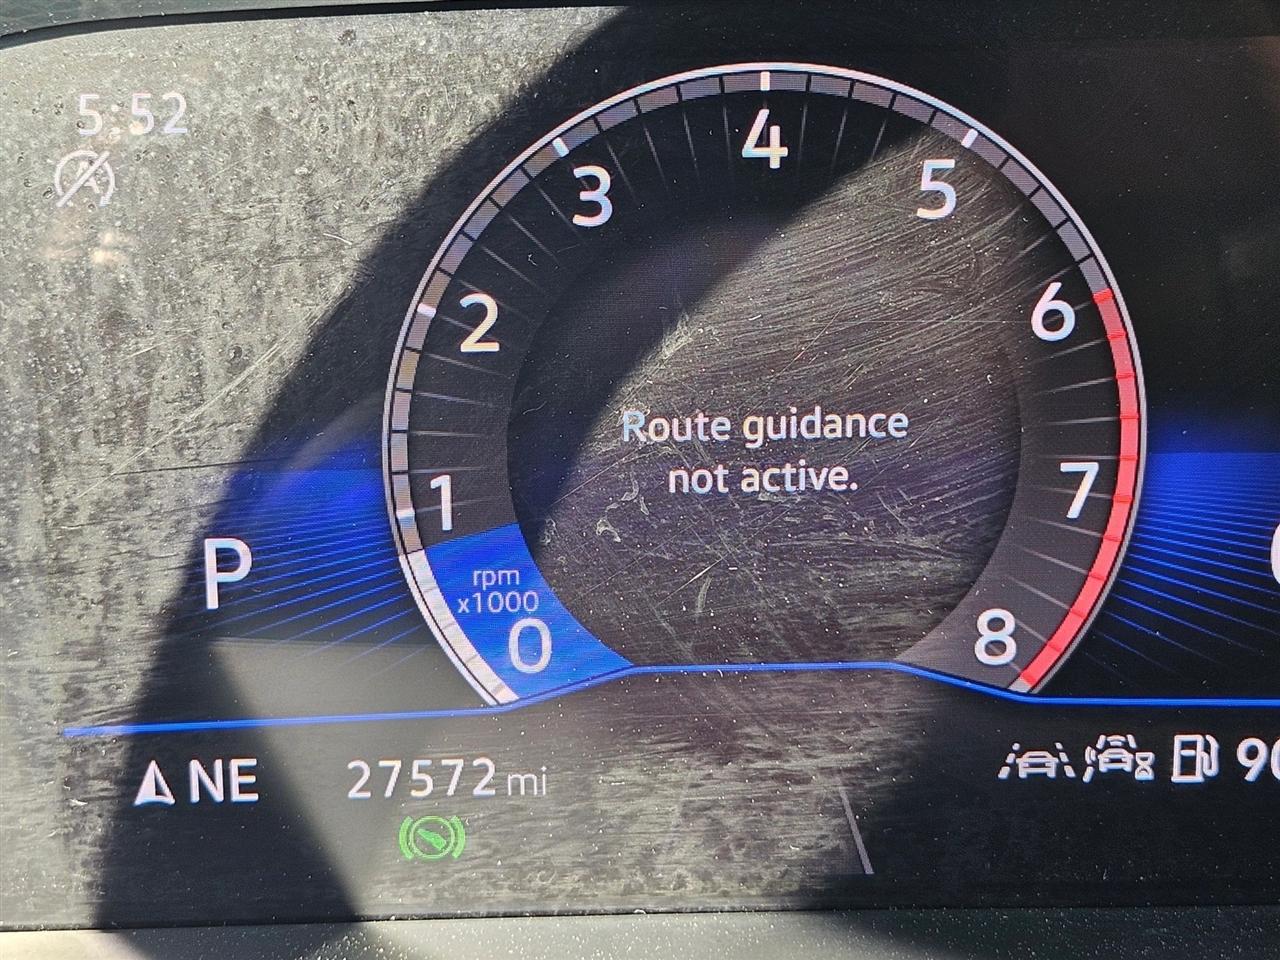 5:52
4
3
5
2
6
Route guidance
not active.
1
7
P
rpm
x1000
0
8
NE
27572 mi
90